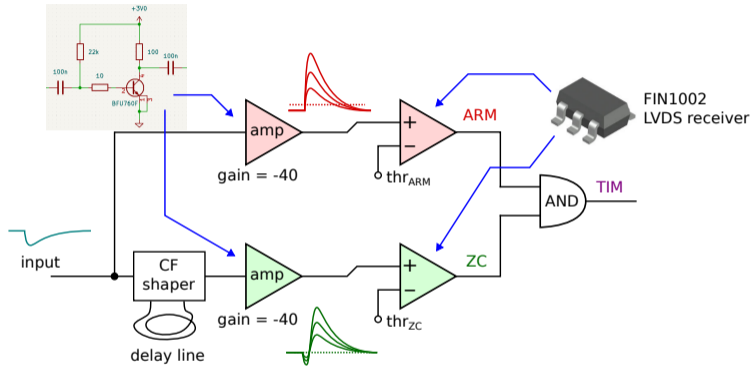 +3V0
22k
100
100n
100n
10
BFU760F
amp
gain = -40
+
−
thrARM
ARM
FIN1002
LVDS receiver
AND
TIM
input
CF
shaper
delay line
amp
gain = -40
+
−
thrZC
ZC